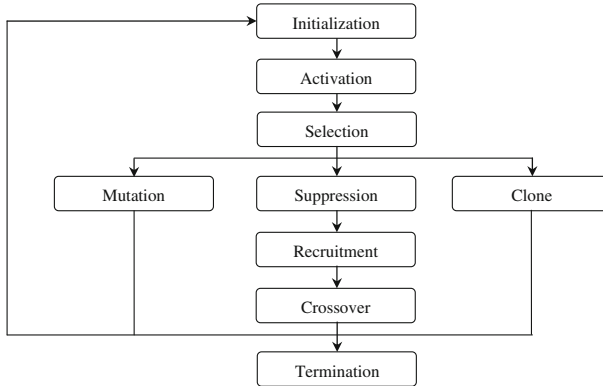 Initialization
Activation
Selection
Mutation
Suppression
Clone
Recruitment
Crossover
Termination